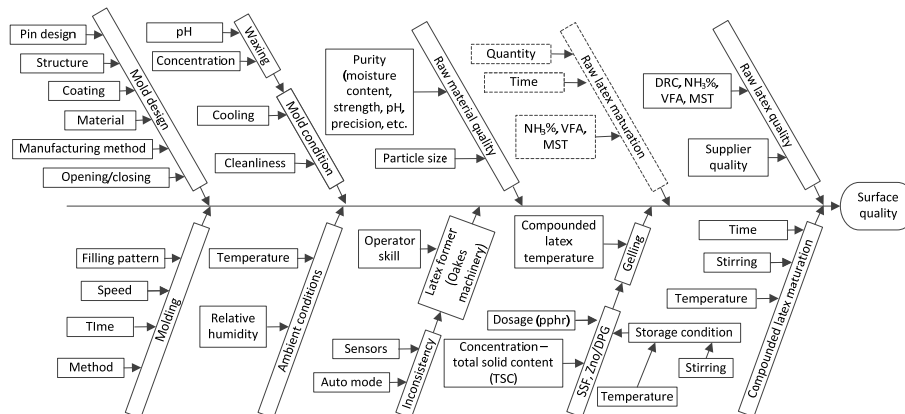 Pin design
Structure
Coating
Material
Manufacturing method
Opening/closing
Mold design
pH
Concentration
Waxing
Cooling
Cleanliness
Mold condition
Purity
(moisture
content,
strength, pH,
precision, etc.
Particle size
Raw material quality
Quantity
Time
NH₃%, VFA,
MST
Raw latex maturation
DRC, NH₃%,
VFA, MST
Supplier
quality
Raw latex quality
Surface
quality
Filling pattern
Speed
TIme
Method
Molding
Temperature
Relative
humidity
Ambient conditions
Operator
skill
Latex former
(Oakes
machinery)
Sensors
Auto mode
Inconsistency
Compounded
latex
temperature
Gelling
Dosage (pphr)
Concentration –
total solid content
(TSC)
SSF, Zno/DPG
Storage condition
Temperature
Stirring
Time
Stirring
Temperature
Compounded latex maturation